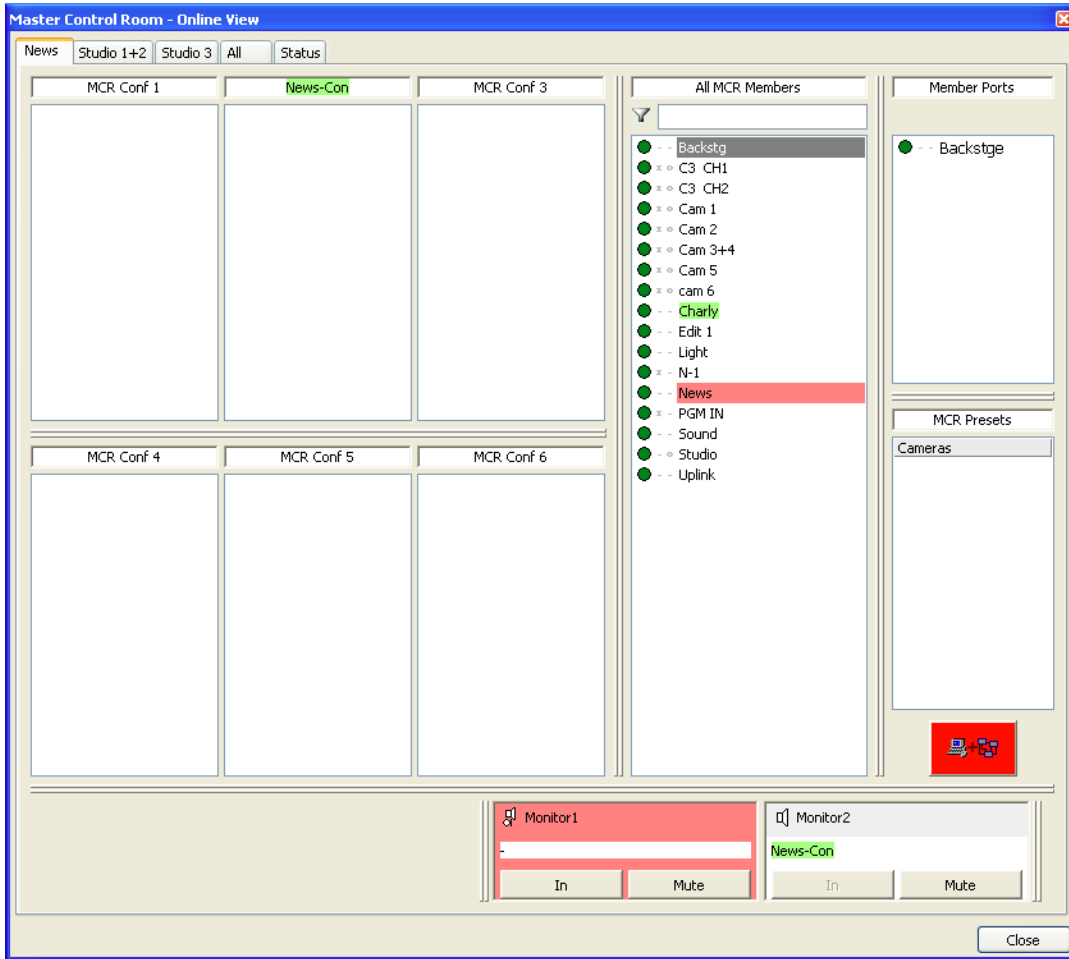 Master Control Room - Online View
News
Studio 1+2
Studio 3
All
Status
MCR Conf 1
News-Con
MCR Conf 3
All MCR Members
Member Ports
- - Backstg
x o C3 CH1
x o C3 CH2
x o Cam 1
x o Cam 2
x o Cam 3+4
x o Cam 5
x o cam 6
- - Charly
- - Edit 1
- - Light
x - N-1
- - News
x - PGM IN
- - Sound
- o Studio
- - Uplink
- - Backstge
MCR Presets
Cameras
MCR Conf 4
MCR Conf 5
MCR Conf 6
Monitor1
-
In
Mute
Monitor2
News-Con
In
Mute
Close